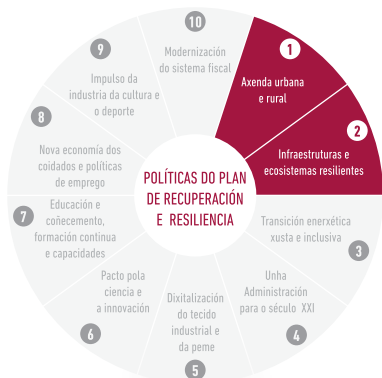 POLÍTICAS DO PLAN
DE RECUPERACIÓN
E RESILIENCIA
1
Axenda urbana
e rural
2
Infraestruturas e
ecosistemas resilientes
Transición enerxética
xusta e inclusiva
3
Unha
Administración
para o século XXI
4
Dixitalización
do tecido
industrial e
da peme
5
Pacto pola
ciencia e
a innovación
6
7
Educación e
coñecemento,
formación continua
e capacidades
8
Nova economía dos
coidados e políticas
de emprego
9
Impulso da
industria da cultura e
o deporte
10
Modernización
do sistema fiscal